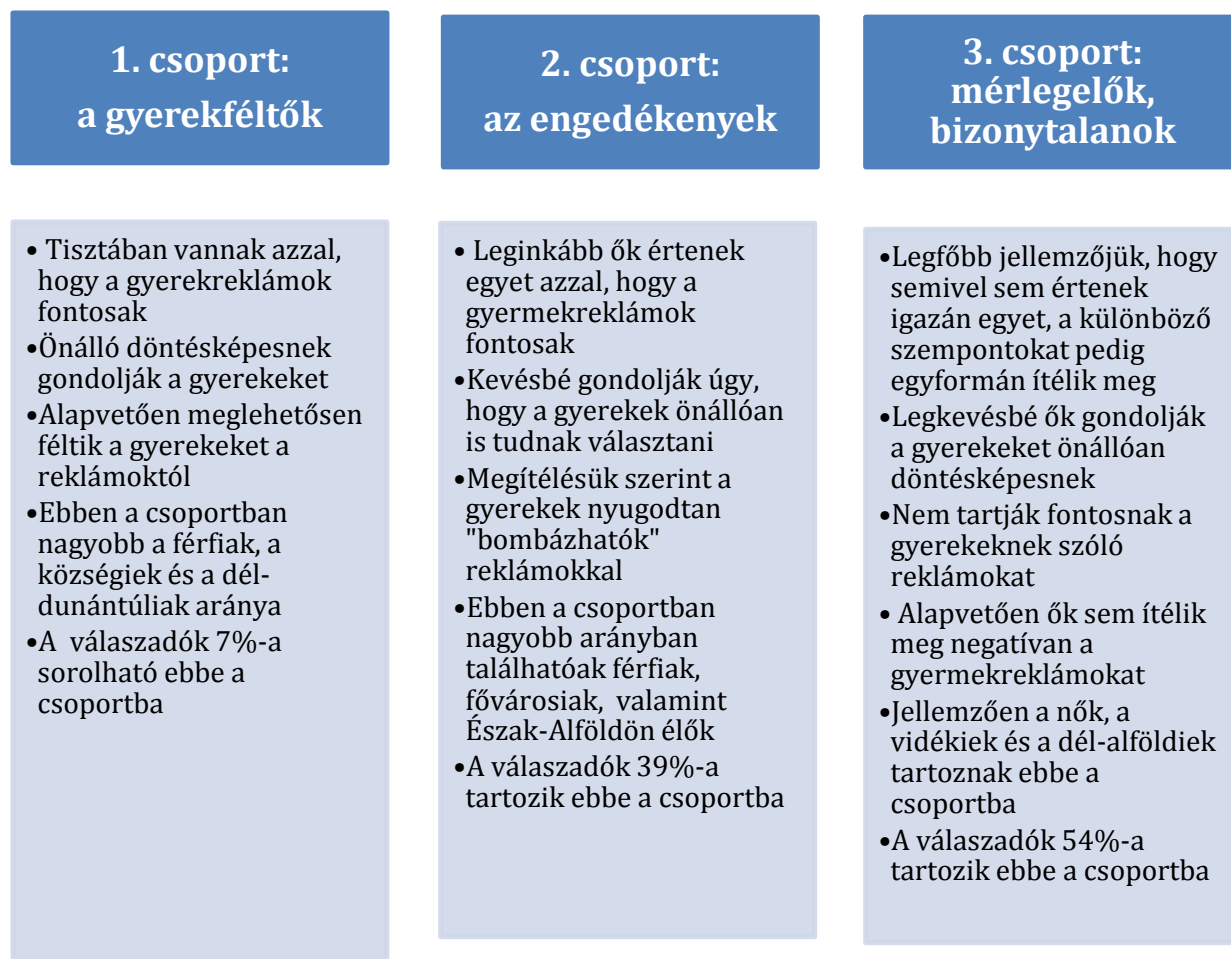 1. csoport:
a gyerekféltők
• Tisztában vannak azzal,
hogy a gyerekreklámok
fontosak
•Önálló döntésképesnek
gondolják a gyerekeket
•Alapvetően meglehetősen
féltik a gyerekeket a
reklámoktól
•Ebben a csoportban
nagyobb a férfiak, a
községiek és a dél-
dunántúliak aránya
•A válaszadók 7%-a
sorolható ebbe a
csoportba
2. csoport:
az engedékenyek
• Leginkább ők értenek
egyet azzal, hogy a
gyermekreklámok
fontosak
•Kevésbé gondolják úgy,
hogy a gyerekek önállóan
is tudnak választani
•Megítélésük szerint a
gyerekek nyugodtan
"bombázhatók"
reklámokkal
•Ebben a csoportban
nagyobb arányban
találhatóak férfiak,
fővárosiak, valamint
Észak-Alföldön élők
•A válaszadók 39%-a
tartozik ebbe a csoportba
3. csoport:
mérlegelők,
bizonytalanok
•Legfőbb jellemzőjük, hogy
semivel sem értenek
igazán egyet, a különböző
szempontokat pedig
egyformán ítélik meg
•Legkevésbé ők gondolják
a gyerekeket önállóan
döntésképesnek
•Nem tartják fontosnak a
gyerekeknek szóló
reklámokat
• Alapvetően ők sem ítélik
meg negatívan a
gyermekreklámokat
•Jellemzően a nők, a
vidékiek és a dél-alföldiek
tartoznak ebbe a
csoportba
•A válaszadók 54%-a
tartozik ebbe a csoportba